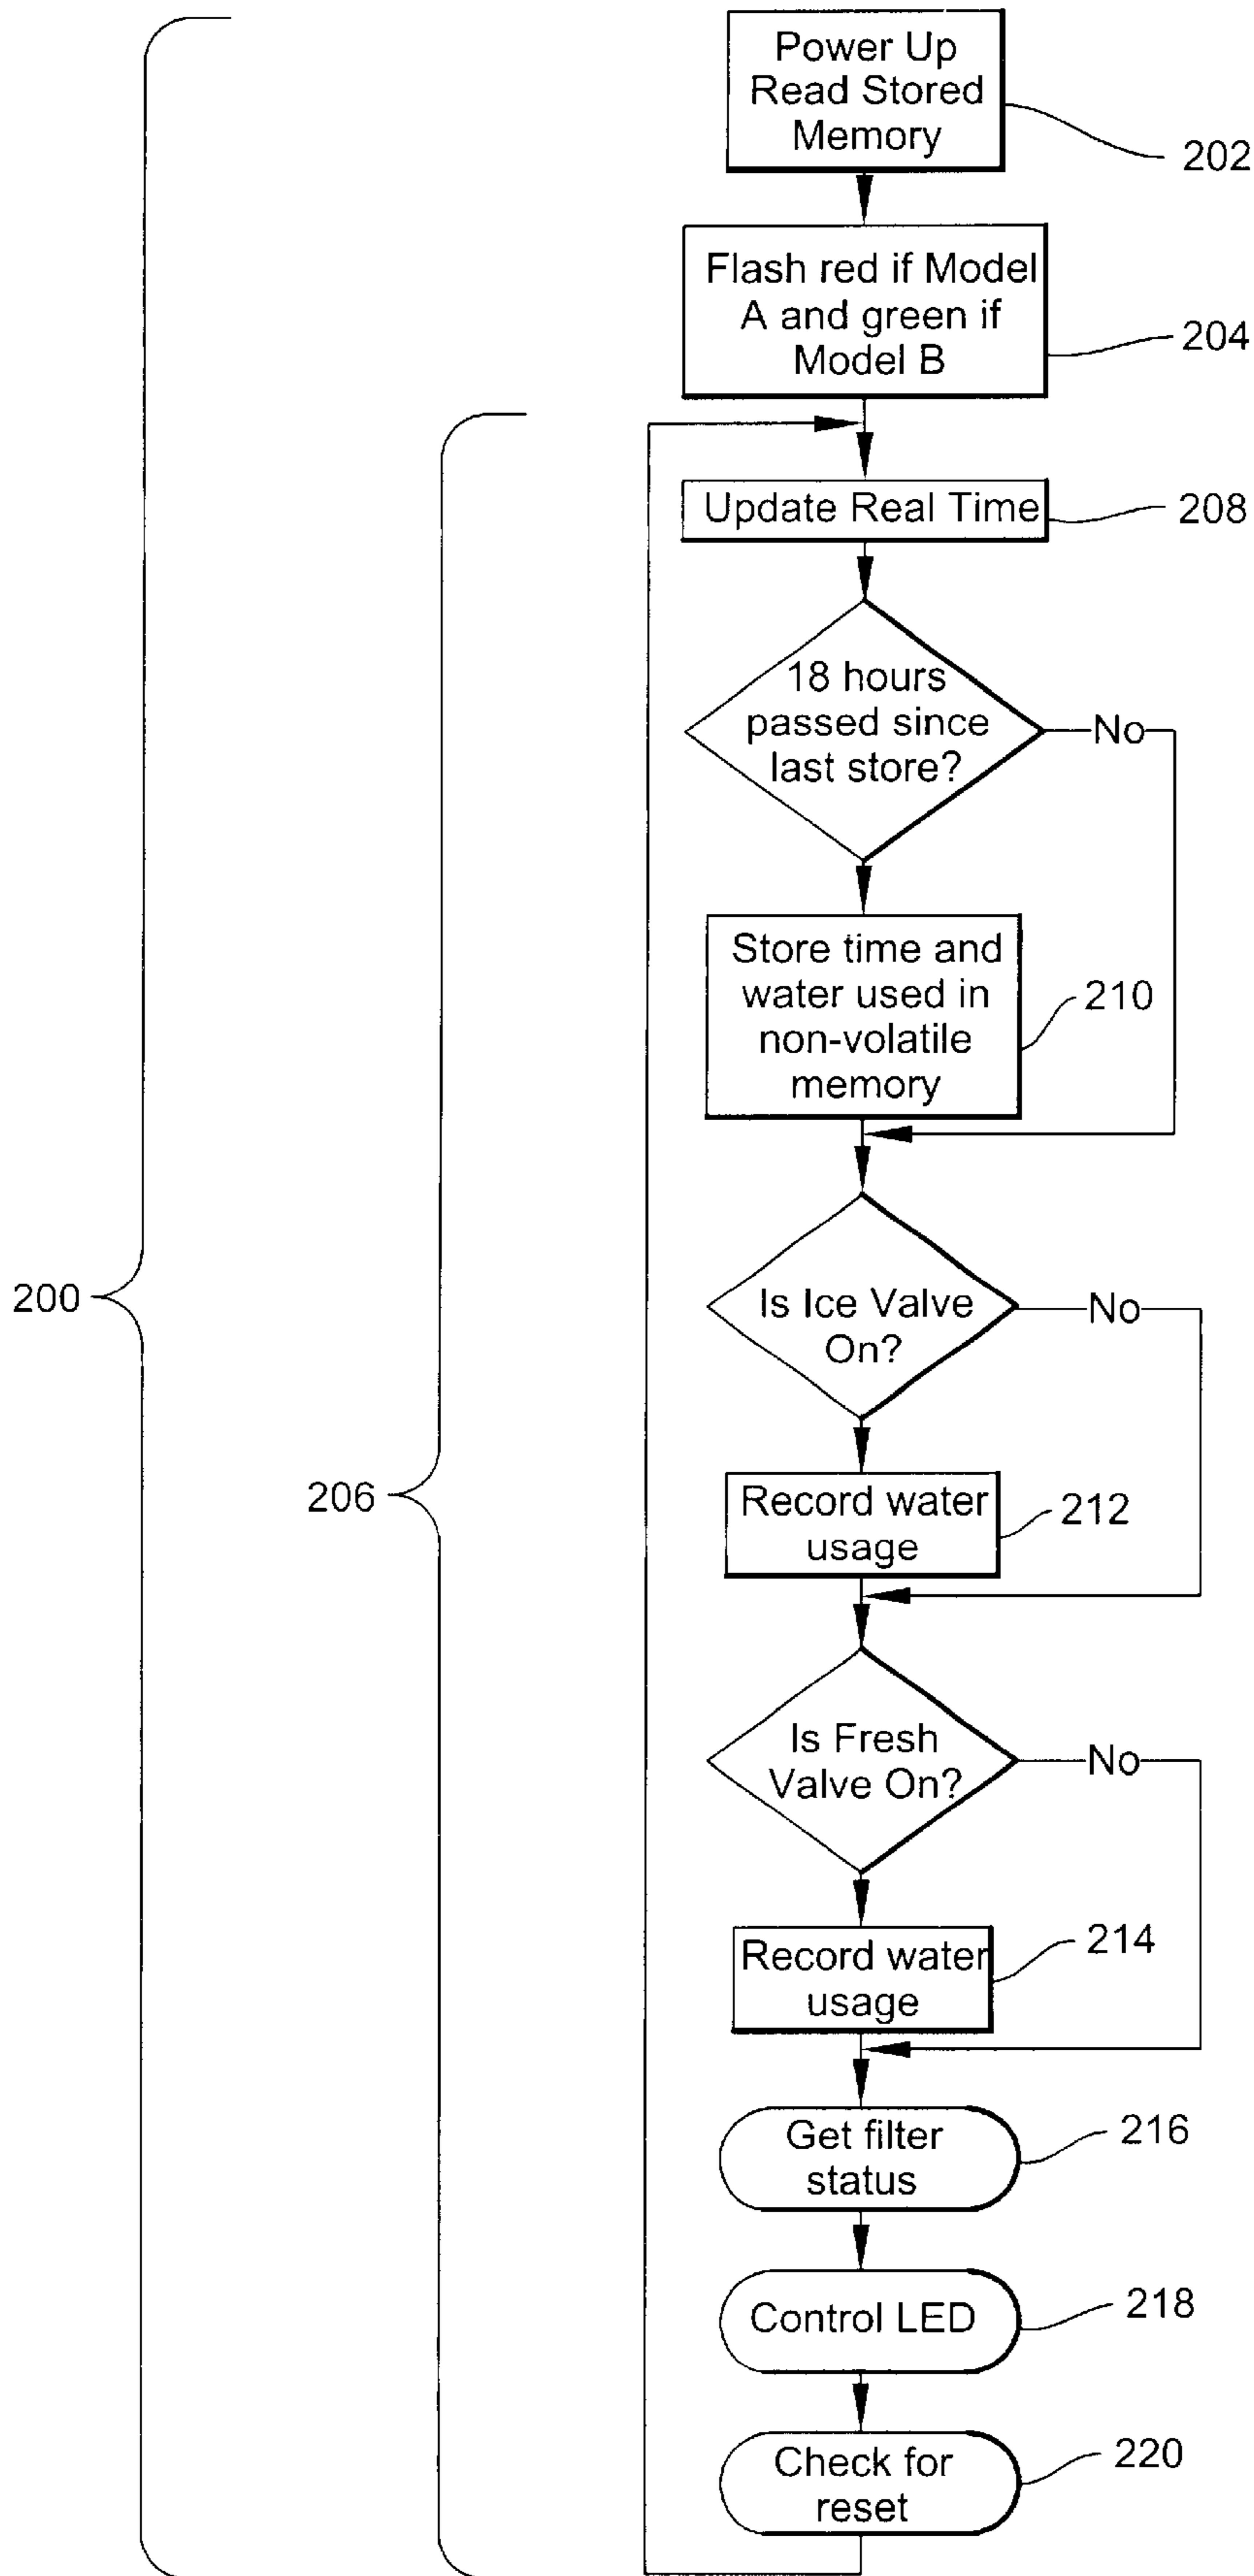 Power Up
Read Stored
Memory
202
Flash red if Model
A and green if
Model B
204
Update Real Time
208
18 hours
passed since
last store?
No
Store time and
water used in
non-volatile
memory
210
200
Is Ice Valve
On?
No
206
Record water
usage
212
Is Fresh
Valve On?
No
Record water
usage
214
Get filter
status
216
Control LED
218
Check for
reset
220